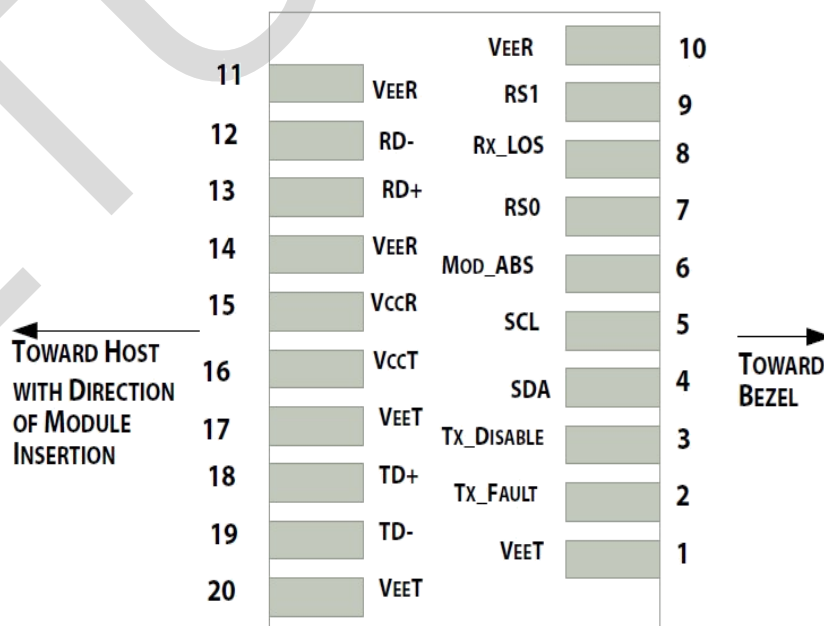 VEER 10
11 VEER
RS1 9
12 RD-
RX_LOS 8
13 RD+
RS0 7
14 VEER
MOD_ABS 6
15 VCCR
SCL 5
TOWARD HOST
WITH DIRECTION
OF MODULE
INSERTION
TOWARD
BEZEL
16 VCCT
SDA 4
17 VEET
TX_DISABLE 3
18 TD+
TX_FAULT 2
19 TD-
VEET 1
20 VEET